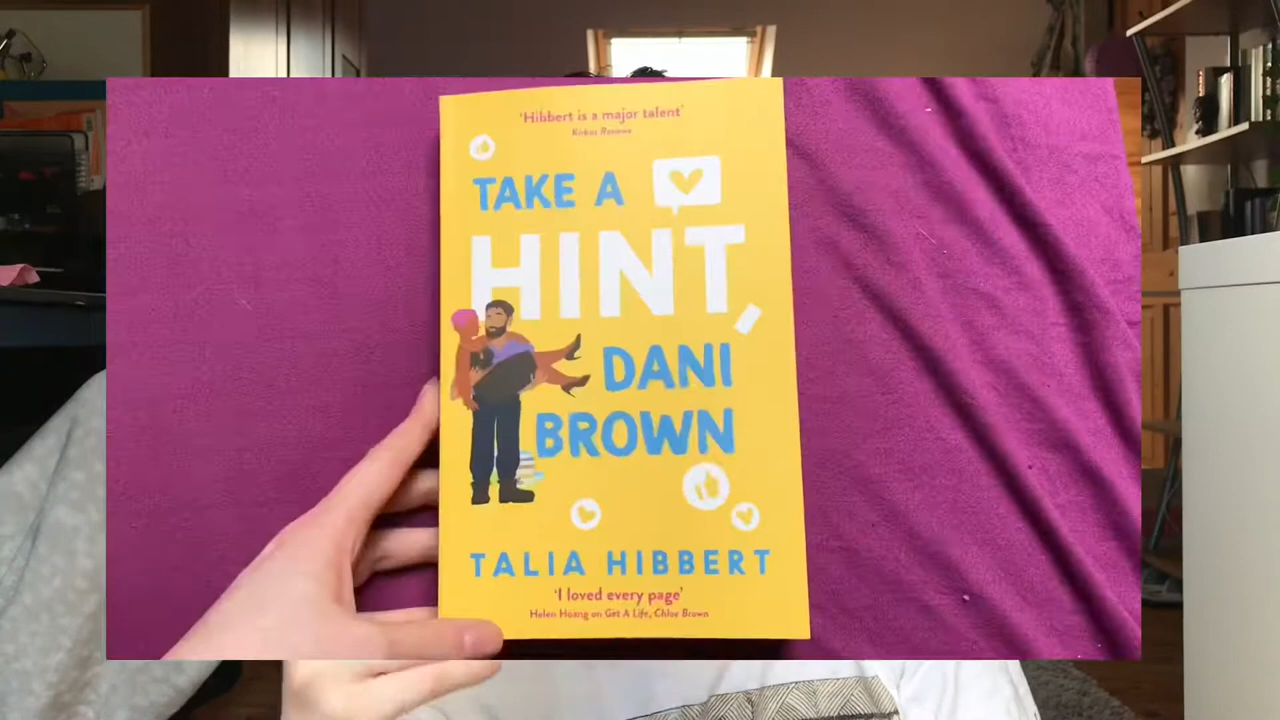 'Hibbert is a major talent'
Kirkus Reviews
TAKE A
HINT,
DANI
BROWN
TALIA HIBBERT
'I loved every page'
Helen Hoang on Get A Life, Chloe Brown